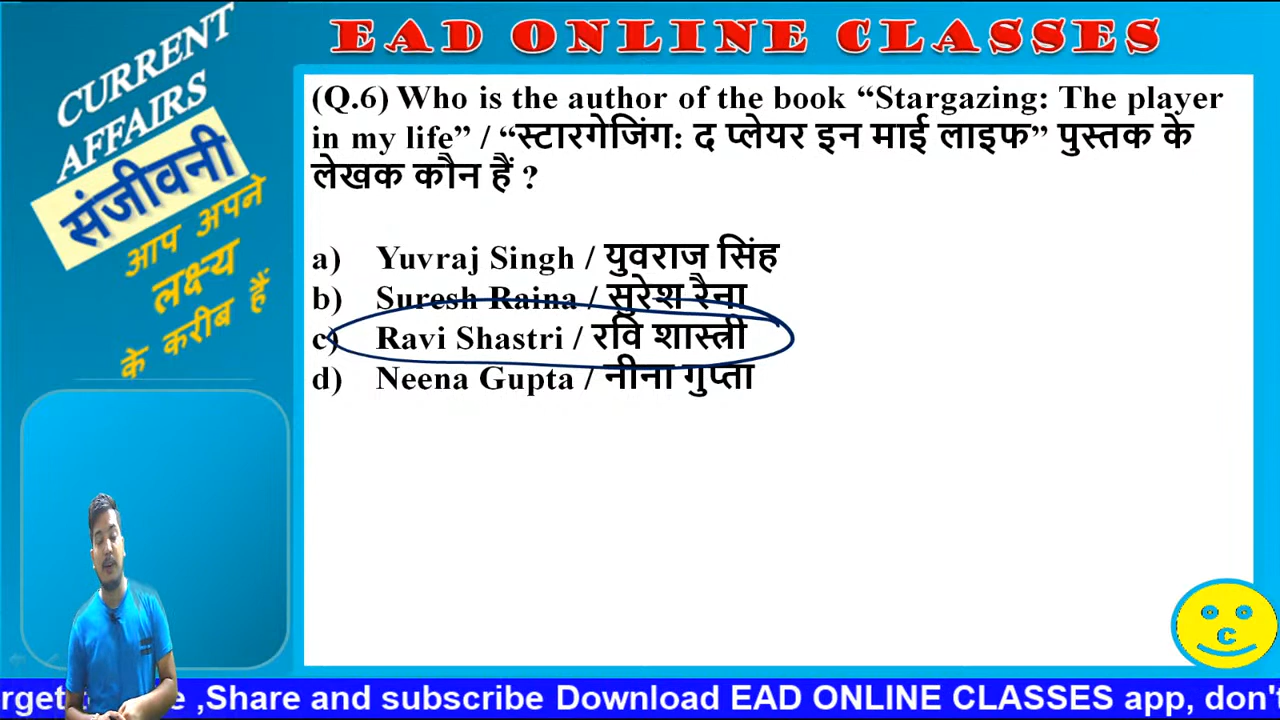 CURRENT
AFFAIRS
संजीवनी
आप अपने
लक्ष्य
के करीब हैं
EAD ONLINE CLASSES
(Q.6) Who is the author of the book “Stargazing: The player
in my life” / “स्टारगेजिंग: द प्लेयर इन माई लाइफ” पुस्तक के
लेखक कौन हैं ?
a) Yuvraj Singh / युवराज सिंह
b) Suresh Raina / सुरेश रैना
c) Ravi Shastri / रवि शास्त्री
d) Neena Gupta / नीना गुप्ता
C
,Share and subscribe Download EAD ONLINE CLASSES app, don't